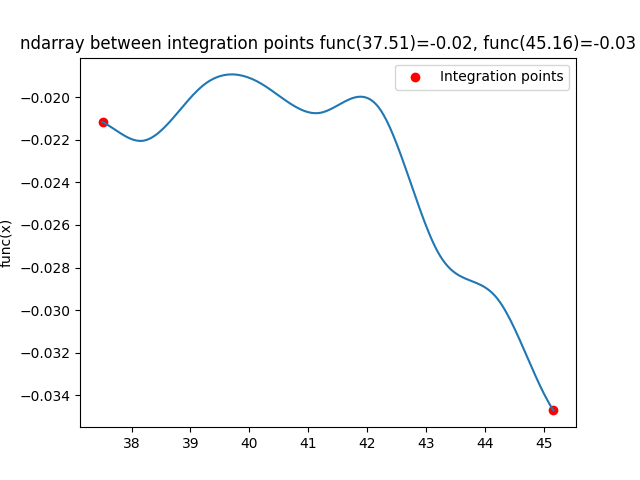 ndarray between integration points func(37.51)=-0.02, func(45.16)=-0.03
Integration points
func(x)
−0.020
−0.022
−0.024
−0.026
−0.028
−0.030
−0.032
−0.034
38 39 40 41 42 43 44 45